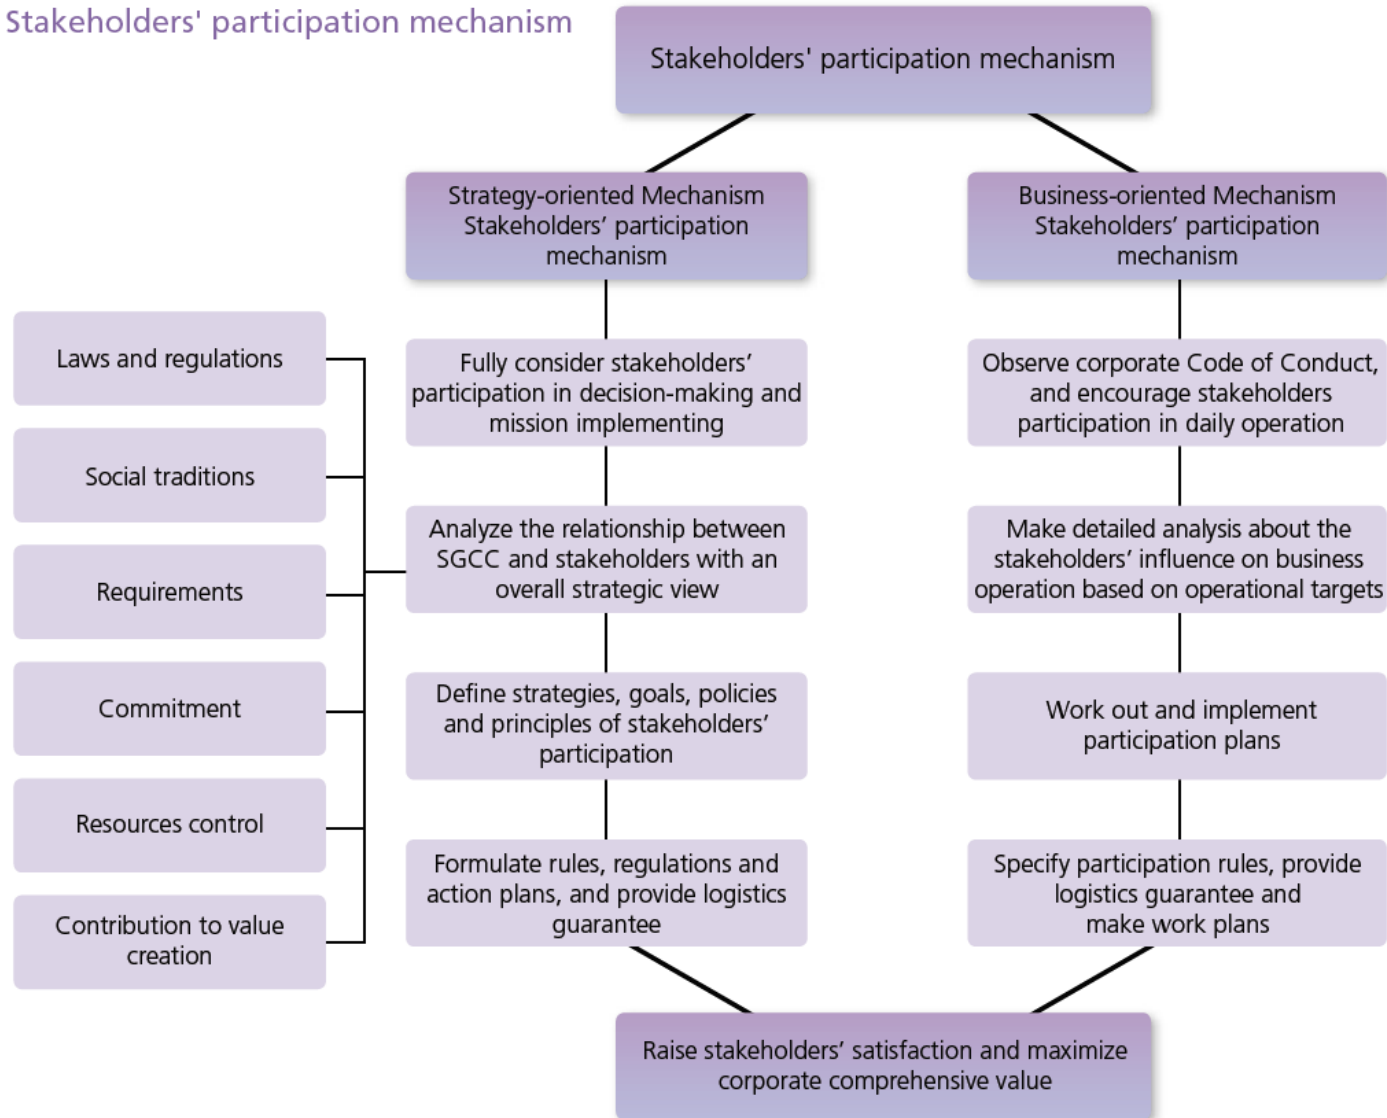 Stakeholders' participation mechanism
Stakeholders' participation mechanism
Strategy-oriented Mechanism
Stakeholders’ participation
mechanism
Business-oriented Mechanism
Stakeholders’ participation
mechanism
Laws and regulations
Social traditions
Requirements
Commitment
Resources control
Contribution to value
creation
Fully consider stakeholders’
participation in decision-making and
mission implementing
Analyze the relationship between
SGCC and stakeholders with an
overall strategic view
Define strategies, goals, policies
and principles of stakeholders’
participation
Formulate rules, regulations and
action plans, and provide logistics
guarantee
Observe corporate Code of Conduct,
and encourage stakeholders
participation in daily operation
Make detailed analysis about the
stakeholders’ influence on business
operation based on operational targets
Work out and implement
participation plans
Specify participation rules, provide
logistics guarantee and
make work plans
Raise stakeholders’ satisfaction and maximize
corporate comprehensive value